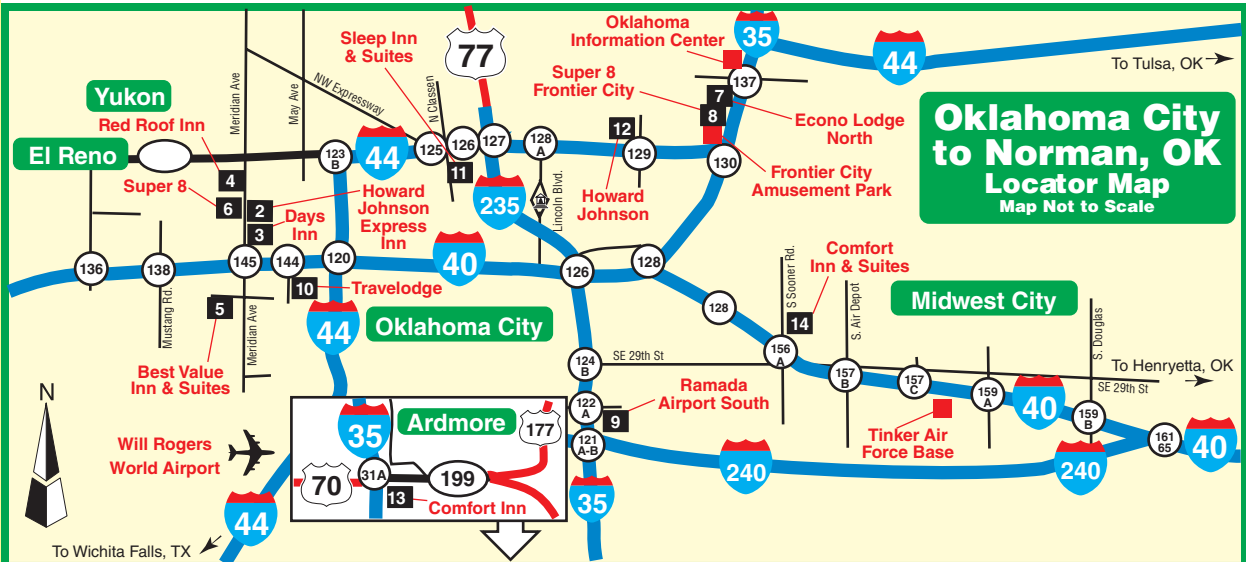 Oklahoma City
to Norman, OK
Locator Map
Map Not to Scale
Oklahoma
Information Center
35
44
To Tulsa, OK
77
Sleep Inn
& Suites
Super 8
Frontier City
137
7
8
Econo Lodge
North
Frontier City
Amusement Park
130
Yukon
Red Roof Inn
El Reno
Meridian Ave
May Ave
NW Expressway
N Classen
123
B
44
125
126
127
128
A
12
129
Howard
Johnson
11
235
Lincoln Blvd.
Super 8
4
6
2
3
Howard
Johnson
Express
Inn
Days
Inn
136
138
145
144
120
40
126
128
128
Mustang Rd.
10
Travelodge
5
Meridian Ave
Best Value
Inn & Suites
44
Oklahoma City
S Sooner Rd.
Comfort
Inn & Suites
14
S. Air Depot
Midwest City
S. Douglas
156
A
SE 29th St
124
B
157
B
157
C
159
A
40
159
B
To Henryetta, OK
SE 29th St
161
65
40
Tinker Air
Force Base
122
A
9
Ramada
Airport South
121
A-B
240
240
35
N
Will Rogers
World Airport
44
To Wichita Falls, TX
Ardmore
35
177
70
31A
199
13
Comfort Inn